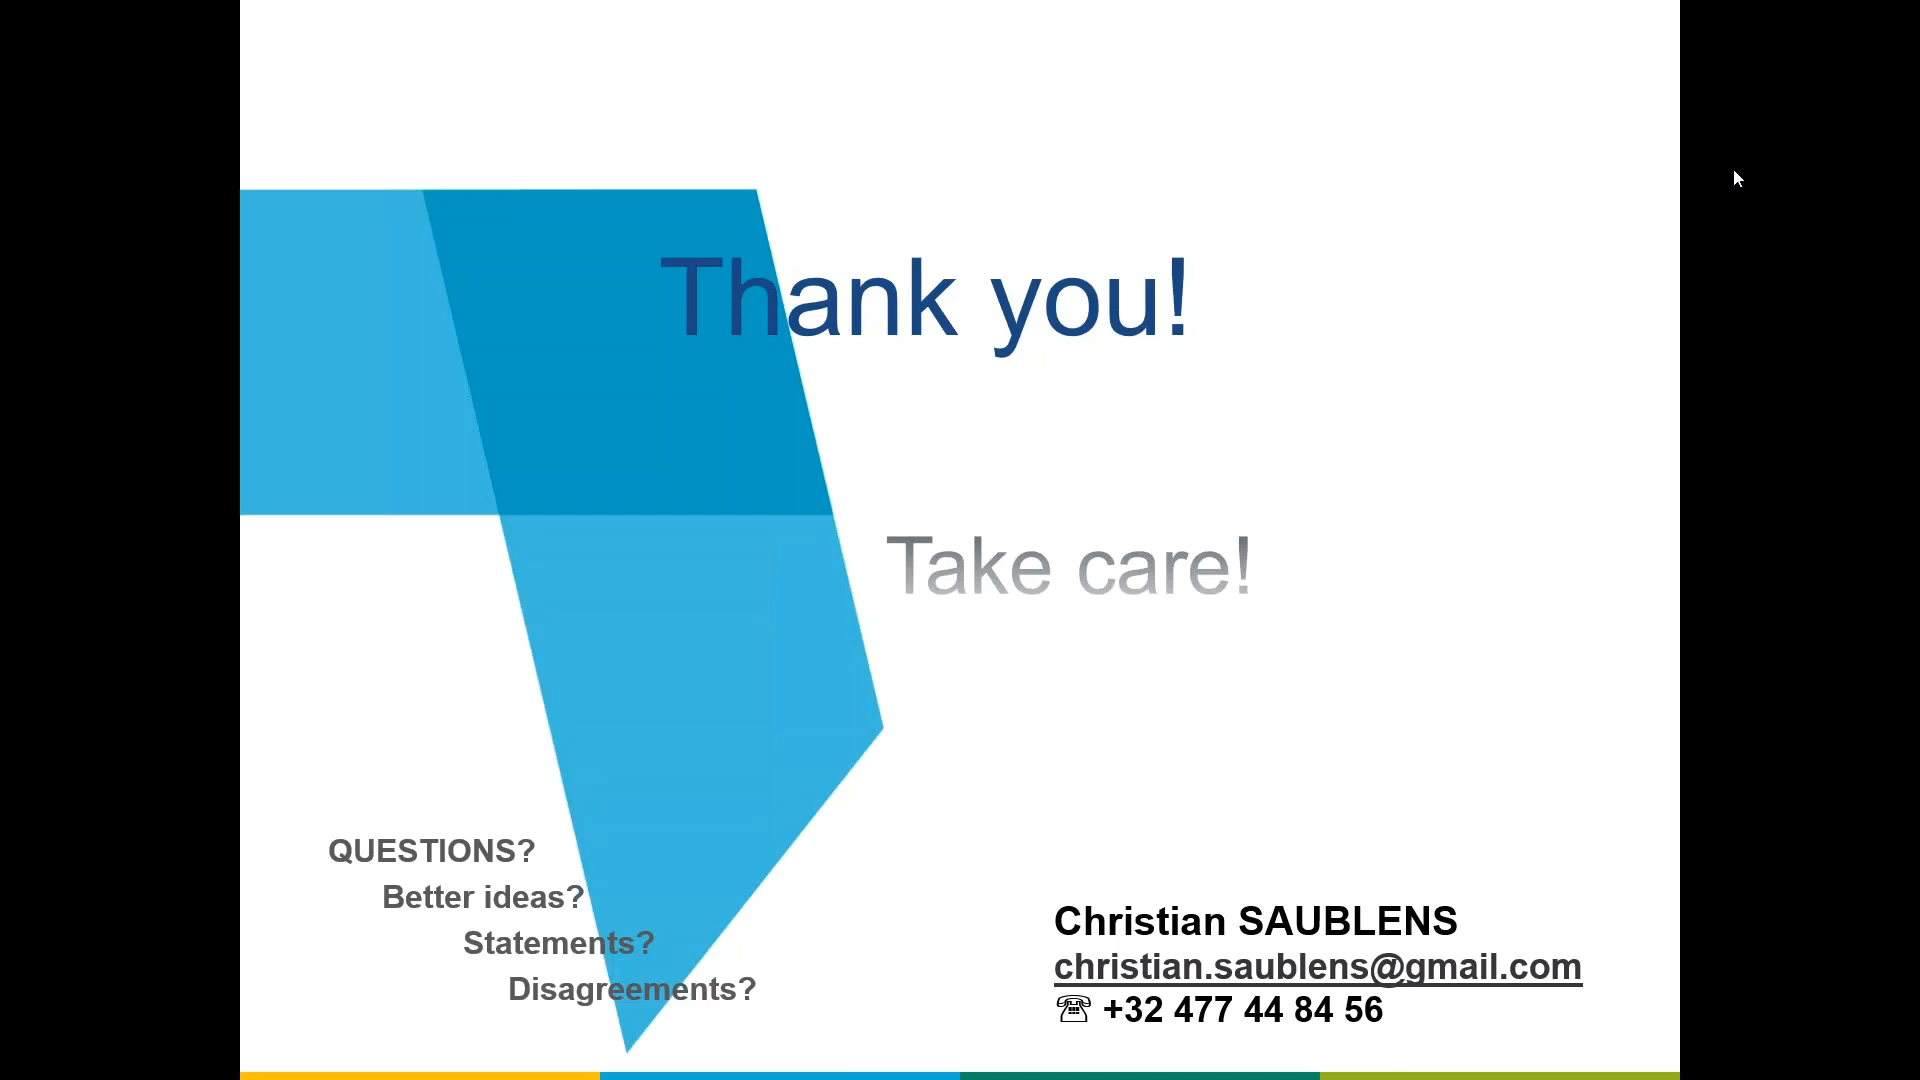 Thank you!
Take care!
QUESTIONS?
Better ideas?
Statements?
Disagreements?
Christian SAUBLENS
christian.saublens@gmail.com
☏ +32 477 44 84 56